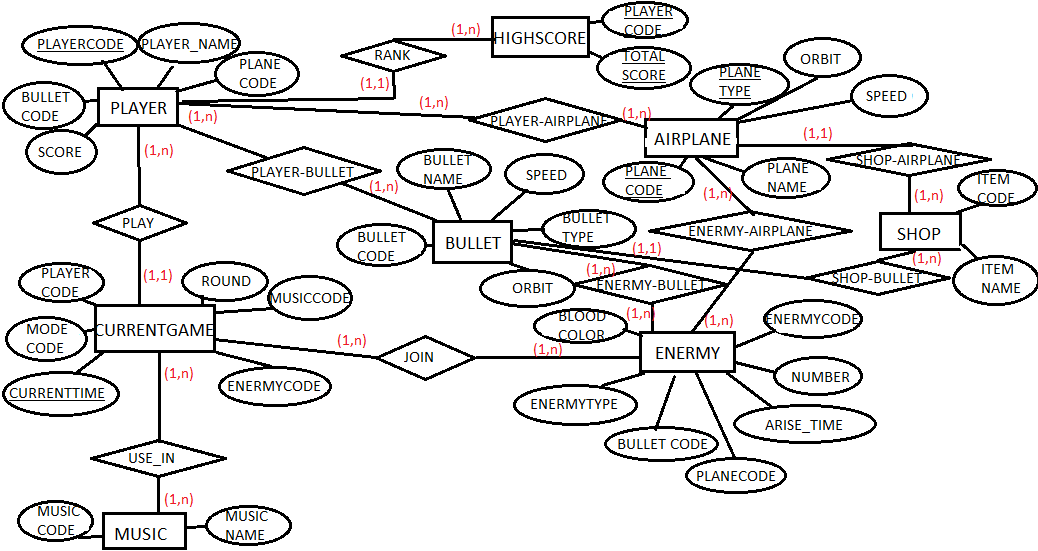 PLAYERCODE
PLAYER_NAME
PLANE
CODE
BULLET
CODE
PLAYER
SCORE
(1,n)
(1,n)
RANK
(1,n)
(1,1)
HIGHSCORE
PLAYER
CODE
TOTAL
SCORE
(1,n)
PLAYER-AIRPLANE
(1,n)
PLANE
TYPE
ORBIT
SPEED
AIRPLANE
(1,1)
PLANE
CODE
PLANE
NAME
(1,n)
SHOP-AIRPLANE
(1,n)
ITEM
CODE
SHOP
ITEM
NAME
(1,n)
SHOP-BULLET
(1,1)
PLAYER-BULLET
(1,n)
BULLET
NAME
SPEED
BULLET
TYPE
BULLET
CODE
BULLET
ORBIT
(1,n)
ENERMY-BULLET
(1,n)
ENERMY-AIRPLANE
(1,n)
PLAY
(1,1)
PLAYER
CODE
ROUND
MUSICCODE
MODE
CODE
CURRENTGAME
CURRENTTIME
ENERMYCODE
(1,n)
(1,n)
JOIN
(1,n)
BLOOD
COLOR
ENERMY
ENERMYCODE
NUMBER
ARISE_TIME
PLANECODE
BULLET CODE
ENERMYTYPE
USE_IN
(1,n)
MUSIC
CODE
MUSIC
MUSIC
NAME